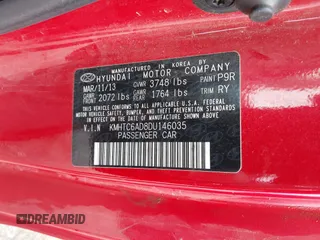 MANUFACTURED IN KOREA BY
HYUNDAI MOTOR COMPANY
MAR/11/13 GVWR 3748 lbs PAINT P9R
GAWR FRONT 2072 lbs GAWR REAR 1764 lbs TRIM RY
THIS VEHICLE CONFORMS TO ALL APPLICABLE
FEDERAL MOTOR VEHICLE SAFETY, BUMPER, AND
THEFT PREVENTION STANDARDS IN EFFECT ON THE
DATE OF MANUFACTURE SHOWN ABOVE.
V.I.N KMHTC6AD8DU146035
PASSENGER CAR
DREAMBID